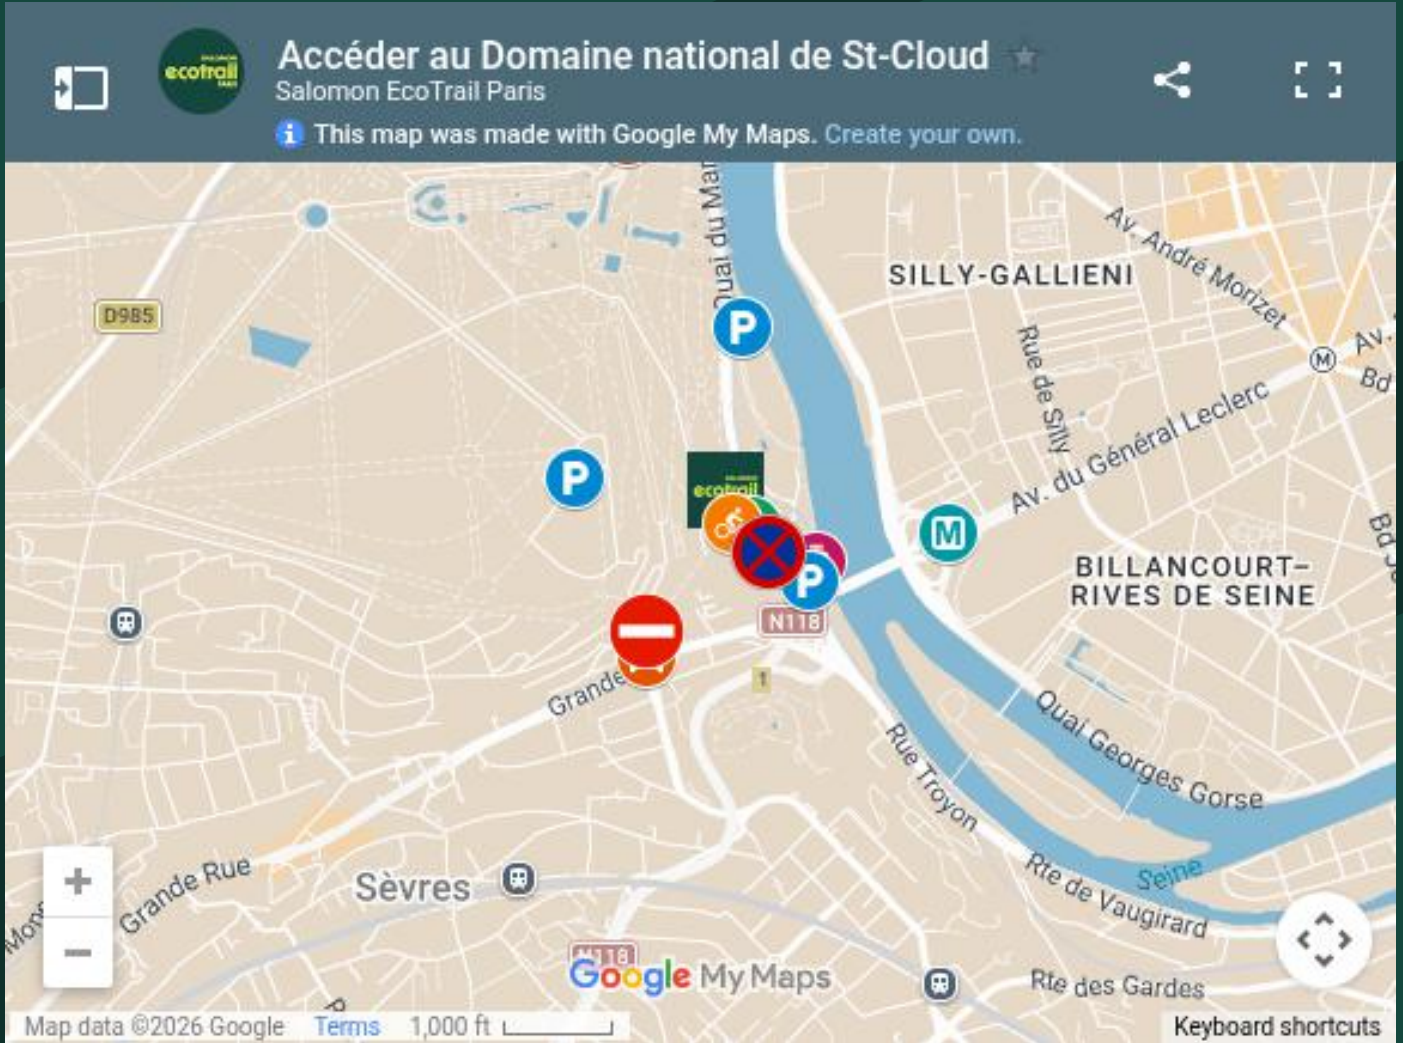 Accéder au Domaine national de St-Cloud
ecotrail
Salomon EcoTrail Paris
This map was made with Google My Maps. Create your own.
Av. André Morizet
SILLY-GALLIENI
D985
P
Rue de Silly
Av.
M
Bd
Av. du Général Leclerc
P
ecotrail
M
P
BILLANCOURT-
RIVES DE SEINE
N118
1
Grande
Quai Georges Gorse
Rue Troyon
Grande Rue
Sèvres
Seine
Rte de Vaugirard
N118
Google My Maps
Rte des Gardes
Map data ©2026 Google
Terms
1,000 ft
Keyboard shortcuts